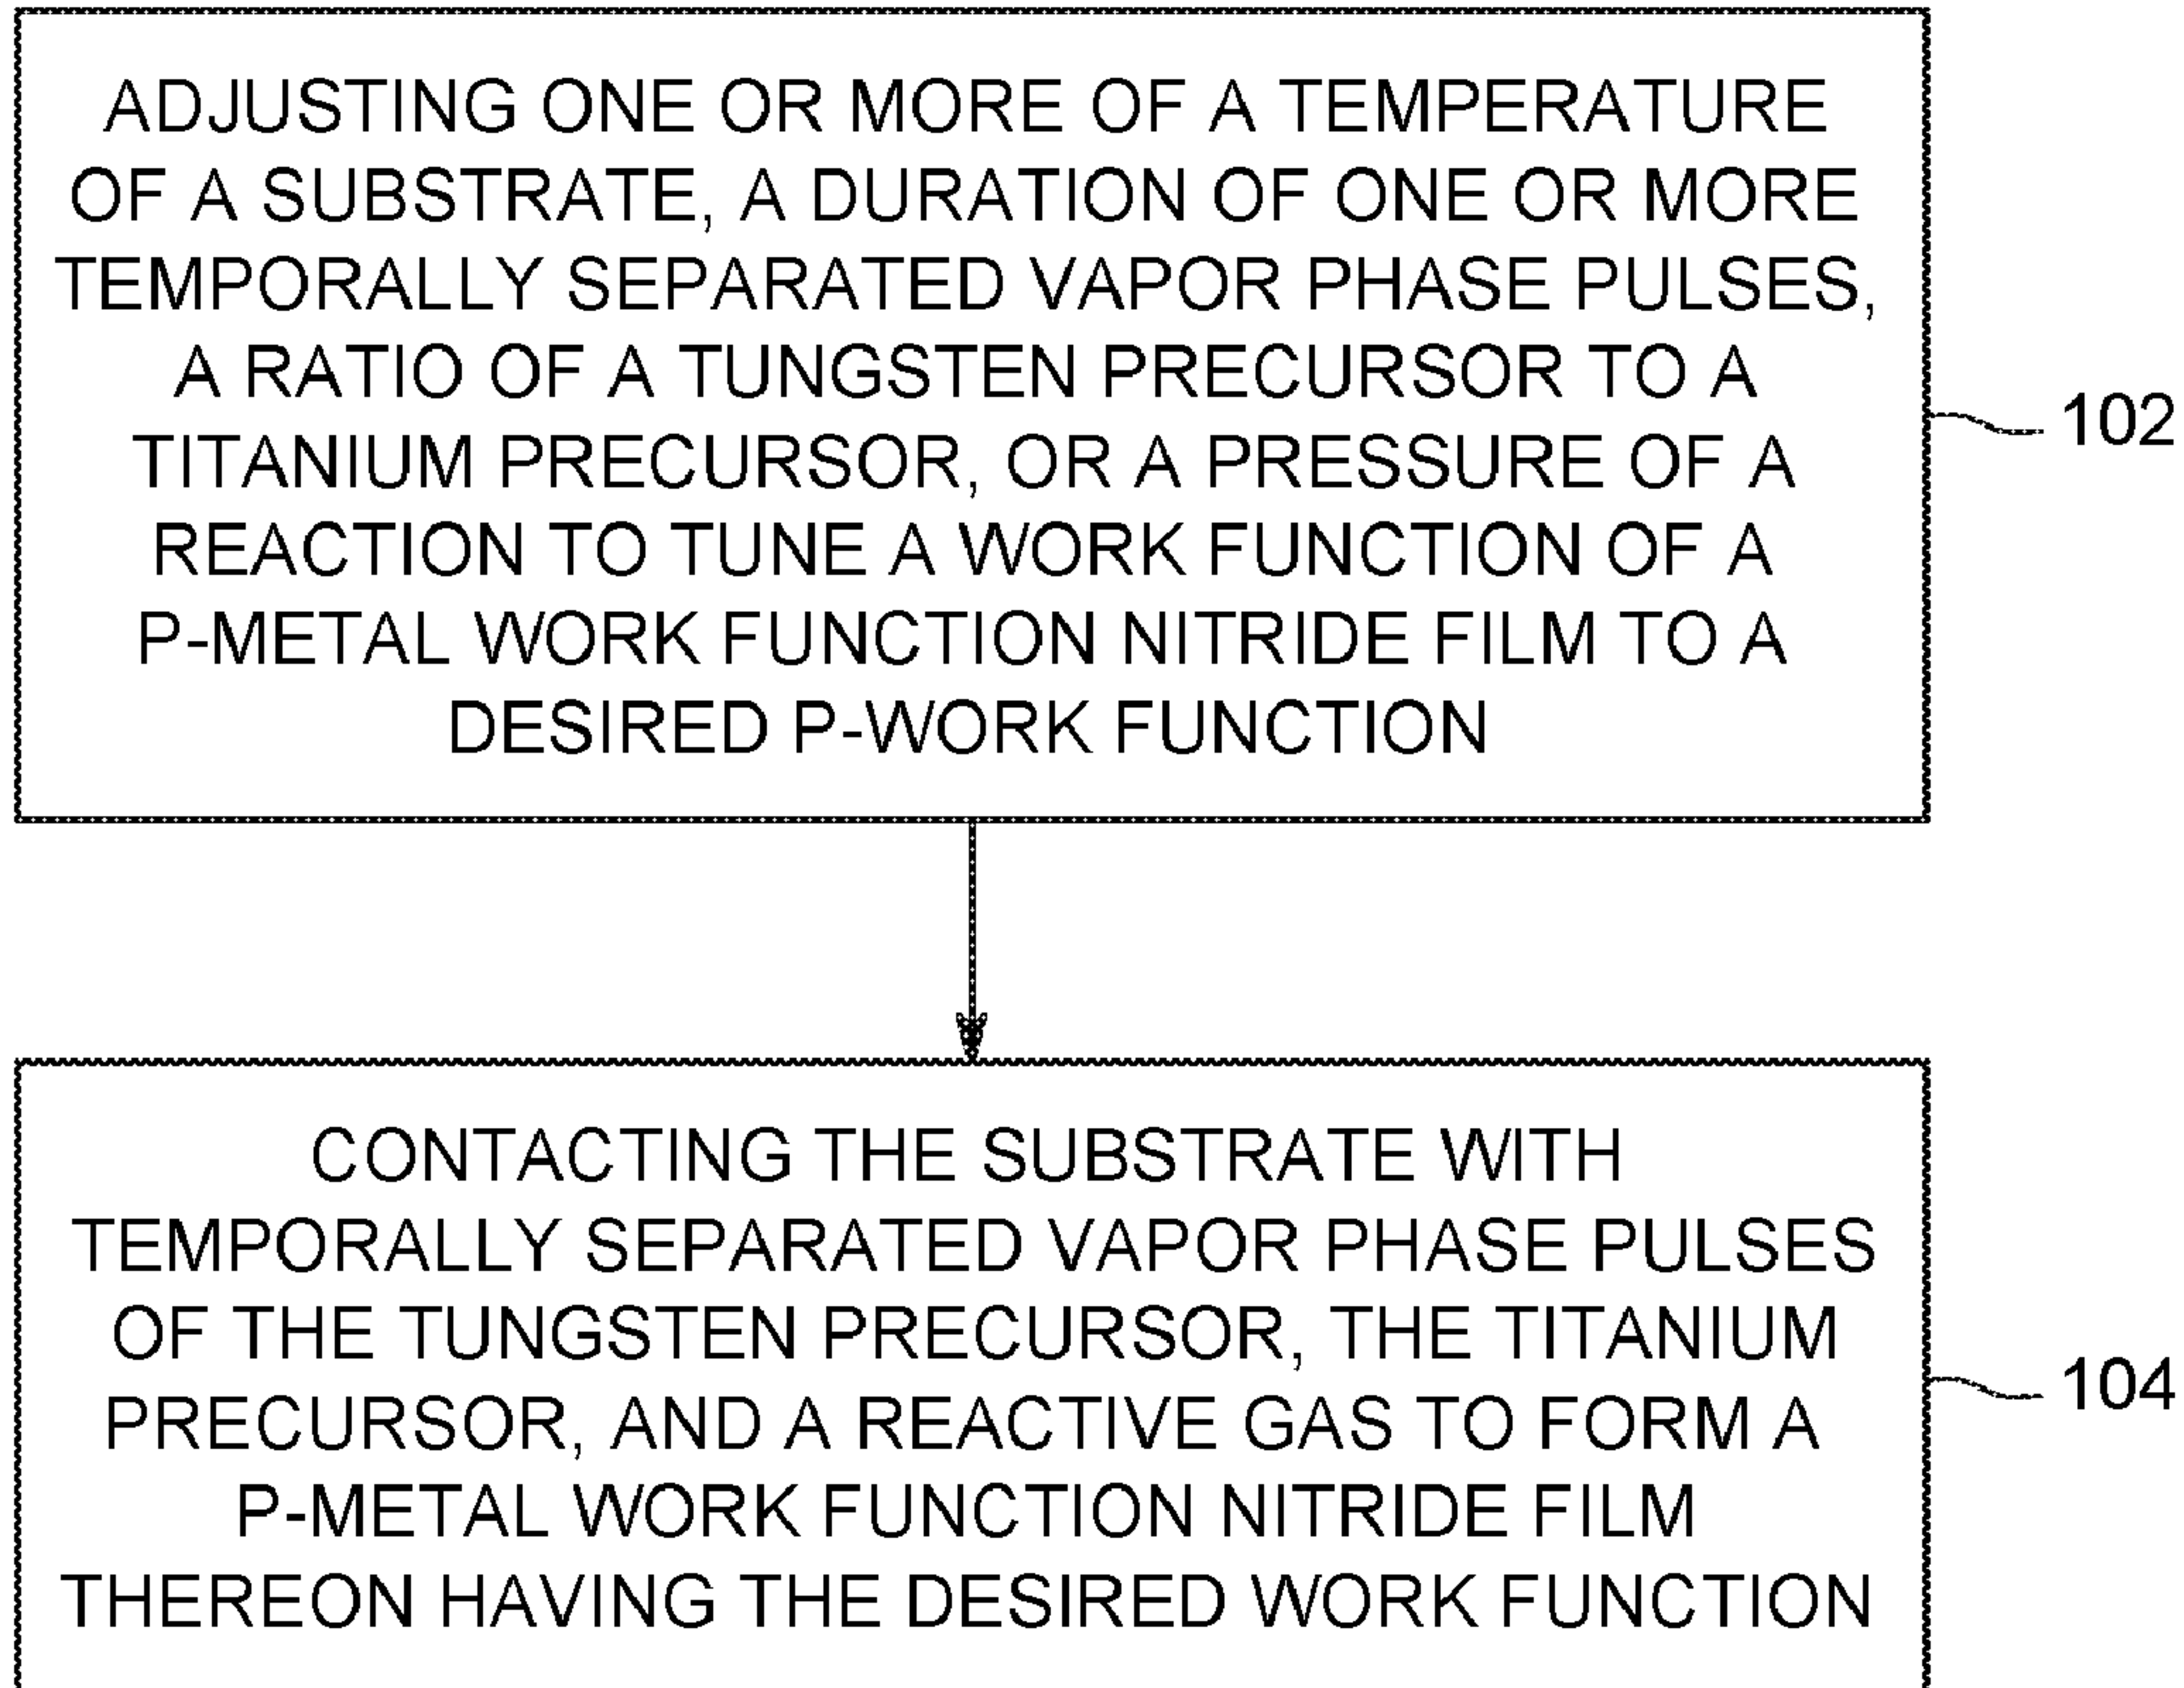 ADJUSTING ONE OR MORE OF A TEMPERATURE
OF A SUBSTRATE, A DURATION OF ONE OR MORE
TEMPORALLY SEPARATED VAPOR PHASE PULSES,
A RATIO OF A TUNGSTEN PRECURSOR TO A
TITANIUM PRECURSOR, OR A PRESSURE OF A
REACTION TO TUNE A WORK FUNCTION OF A
P-METAL WORK FUNCTION NITRIDE FILM TO A
DESIRED P-WORK FUNCTION
102
CONTACTING THE SUBSTRATE WITH
TEMPORALLY SEPARATED VAPOR PHASE PULSES
OF THE TUNGSTEN PRECURSOR, THE TITANIUM
PRECURSOR, AND A REACTIVE GAS TO FORM A
P-METAL WORK FUNCTION NITRIDE FILM
THEREON HAVING THE DESIRED WORK FUNCTION
104